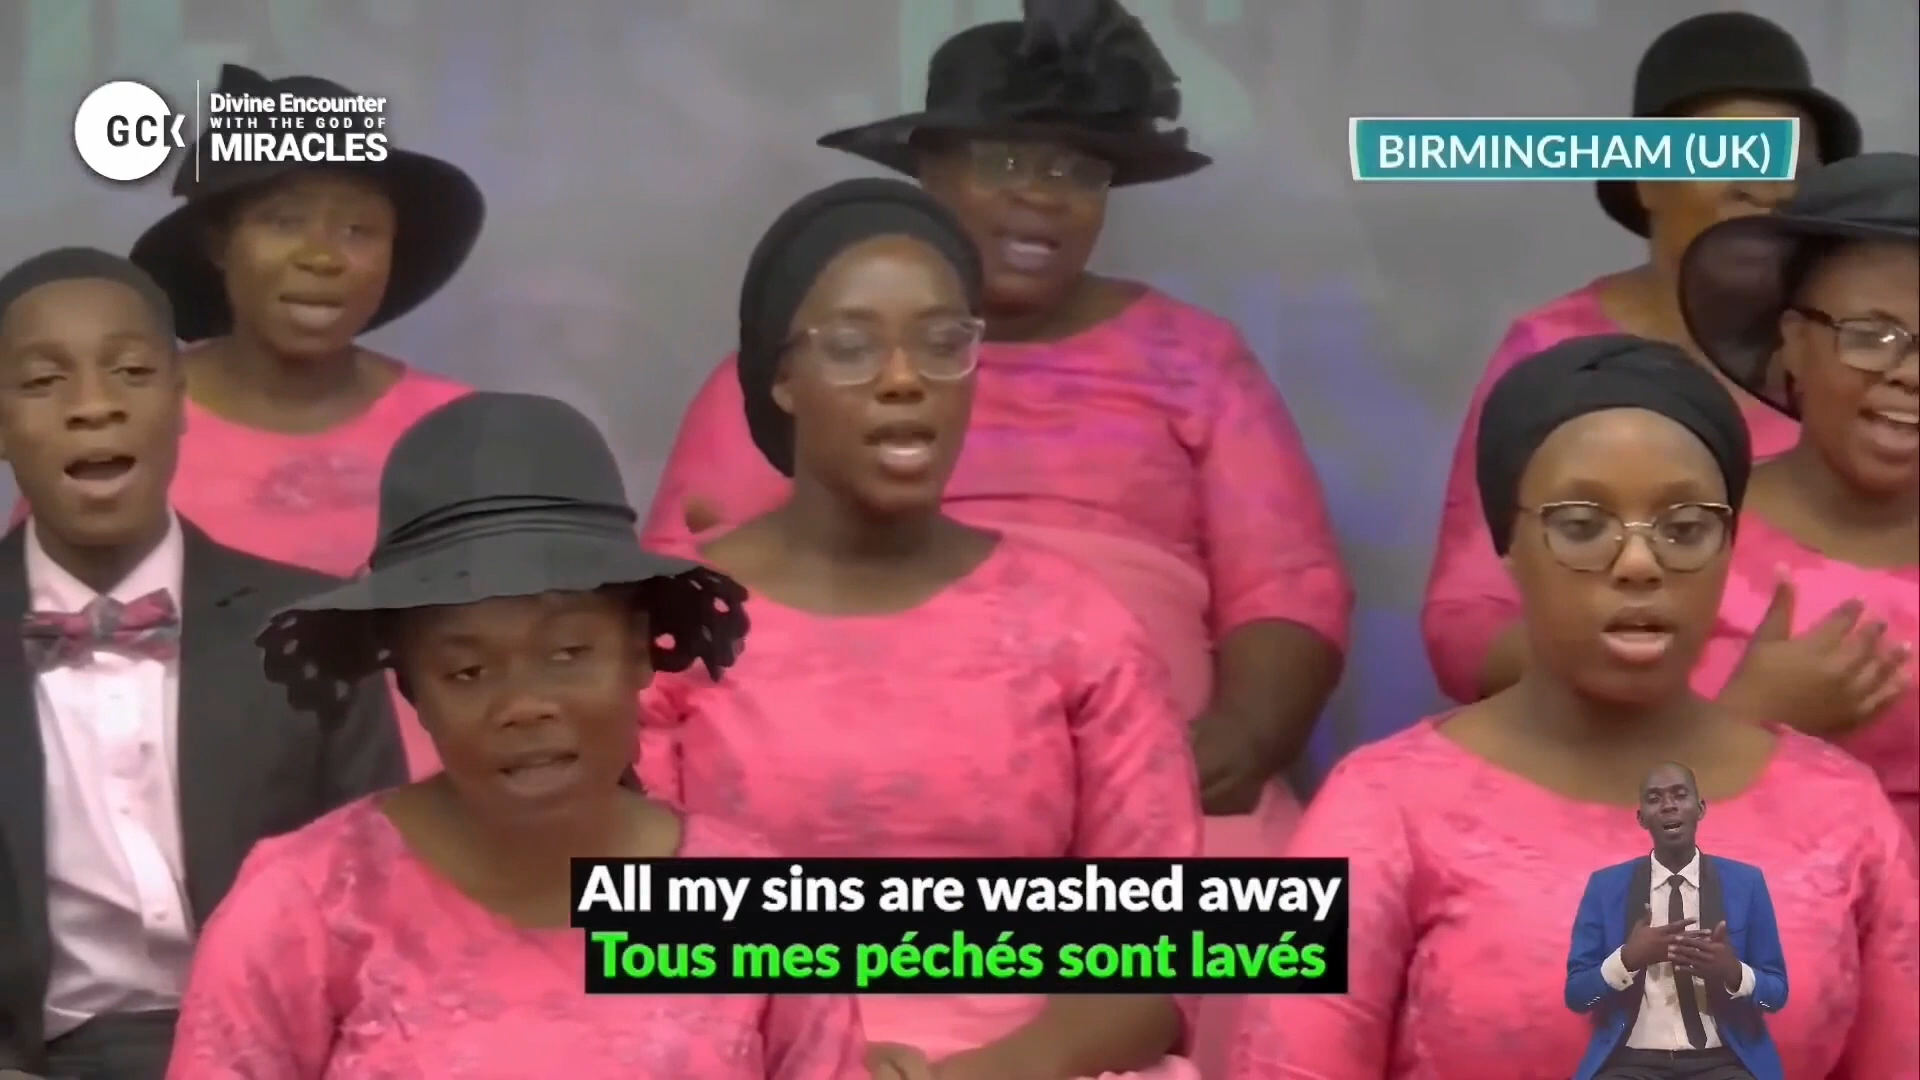 GCK
Divine Encounter
WITH THE GOD OF
MIRACLES
BIRMINGHAM (UK)
All my sins are washed away
Tous mes péchés sont lavés